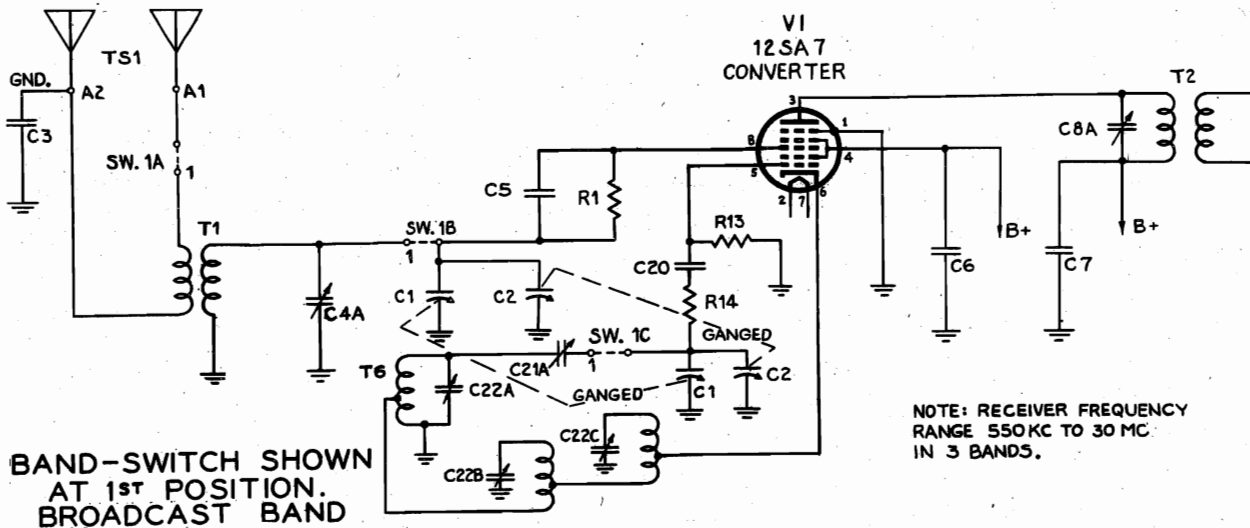 V1
12SA7
CONVERTER
TS1
GND.
A2
A1
C3
SW. 1A
1
T1
C4A
SW. 1B
1
C5
R1
C1
C2
8
5
3
1
4
2
7
6
R13
C20
R14
C6
B+
C7
B+
C8A
T2
SW. 1C
1
GANGED
C21A
T6
C22A
GANGED
C1
C2
C22B
C22C
NOTE: RECEIVER FREQUENCY
RANGE 550KC TO 30 MC
IN 3 BANDS.
BAND-SWITCH SHOWN
AT 1ST POSITION.
BROADCAST BAND